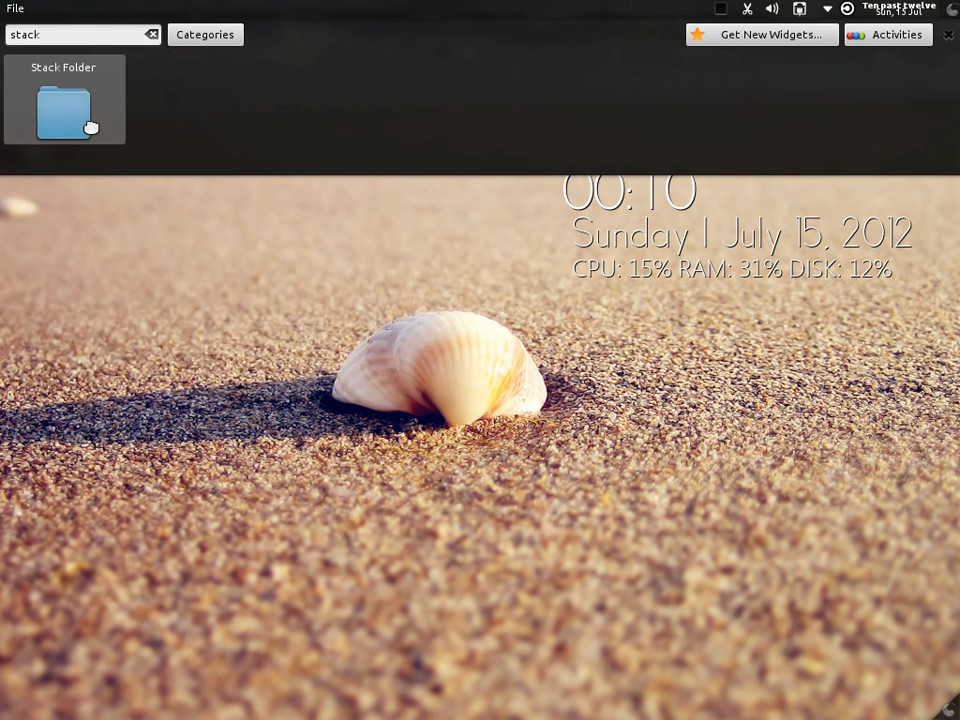 File
Ten past twelve
Sun, 15 Jul
stack
Categories
Get New Widgets...
Activities
Stack Folder
00:10
Sunday | July 15, 2012
CPU: 15% RAM: 31% DISK: 12%